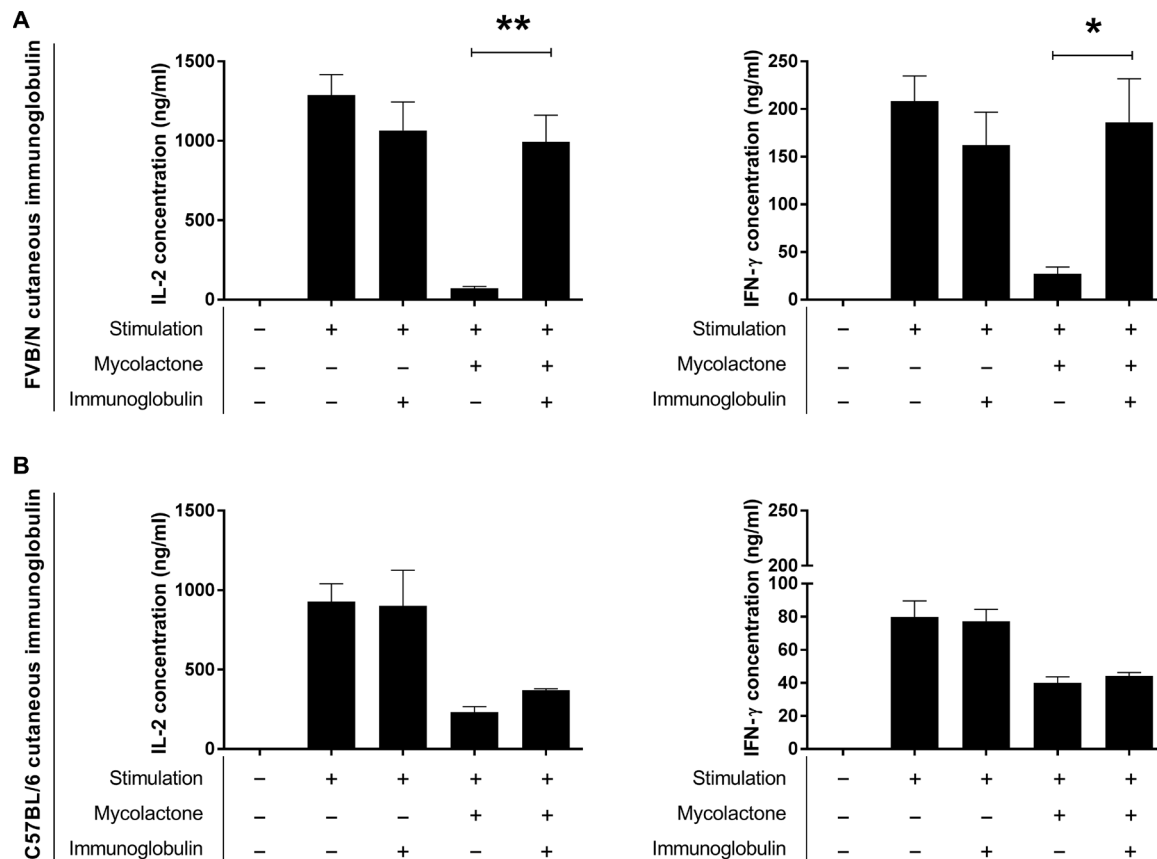 A
FVB/N cutaneous immunoglobulin
**
IL-2 concentration (ng/ml)
1500
1000
500
0
Stimulation – + + + +
Mycolactone – – – + +
Immunoglobulin – – + – +
*
IFN-γ concentration (ng/ml)
250
200
150
100
50
0
Stimulation – + + + +
Mycolactone – – – + +
Immunoglobulin – – + – +
B
C57BL/6 cutaneous immunoglobulin
IL-2 concentration (ng/ml)
1500
1000
500
0
Stimulation – + + + +
Mycolactone – – – + +
Immunoglobulin – – + – +
IFN-γ concentration (ng/ml)
250
200
80
60
40
20
0
Stimulation – + + + +
Mycolactone – – – + +
Immunoglobulin – – + – +